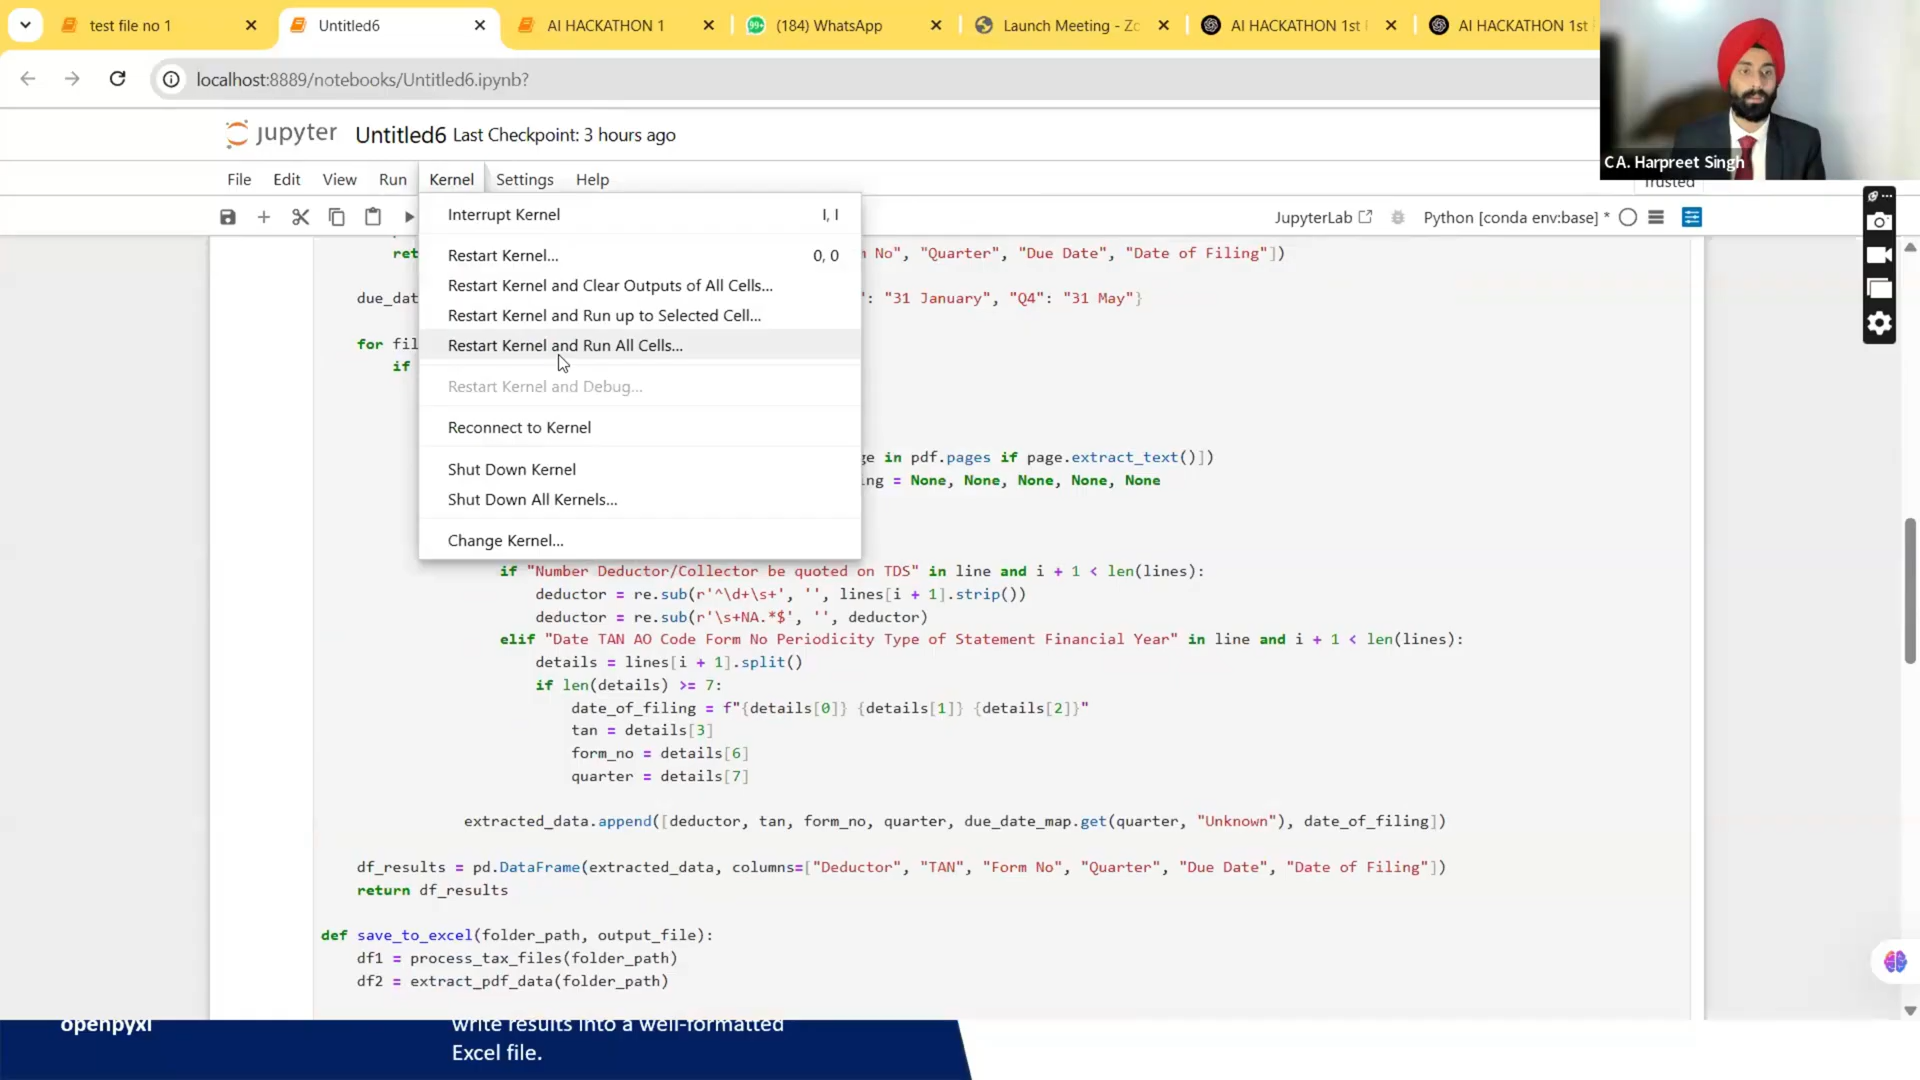 test file no 1
Untitled6
AI HACKATHON 1
99+
(184) WhatsApp
Launch Meeting - Zo
AI HACKATHON 1st
AI HACKATHON 1st
localhost:8889/notebooks/Untitled6.ipynb?
jupyter
Untitled6 Last Checkpoint: 3 hours ago
C A. Harpreet Singh
File Edit View Run Kernel Settings Help
Trusted
JupyterLab
Python [conda env:base] *
Interrupt Kernel I, I
Restart Kernel... 0, 0
Restart Kernel and Clear Outputs of All Cells...
Restart Kernel and Run up to Selected Cell...
Restart Kernel and Run All Cells...
Restart Kernel and Debug...
Reconnect to Kernel
Shut Down Kernel
Shut Down All Kernels...
Change Kernel...
ret No", "Quarter", "Due Date", "Date of Filing"])
due_dat ": "31 January", "Q4": "31 May"}
for fil
if
ge in pdf.pages if page.extract_text()])
ng = None, None, None, None, None
if "Number Deductor/Collector be quoted on TDS" in line and i + 1 < len(lines):
deductor = re.sub(r'^\d+\s+', '', lines[i + 1].strip())
deductor = re.sub(r'\s+NA.*$', '', deductor)
elif "Date TAN AO Code Form No Periodicity Type of Statement Financial Year" in line and i + 1 < len(lines):
details = lines[i + 1].split()
if len(details) >= 7:
date_of_filing = f"{details[0]} {details[1]} {details[2]}"
tan = details[3]
form_no = details[6]
quarter = details[7]
extracted_data.append([deductor, tan, form_no, quarter, due_date_map.get(quarter, "Unknown"), date_of_filing])
df_results = pd.DataFrame(extracted_data, columns=["Deductor", "TAN", "Form No", "Quarter", "Due Date", "Date of Filing"])
return df_results
def save_to_excel(folder_path, output_file):
df1 = process_tax_files(folder_path)
df2 = extract_pdf_data(folder_path)
openpyxl
write results into a well-formatted
Excel file.